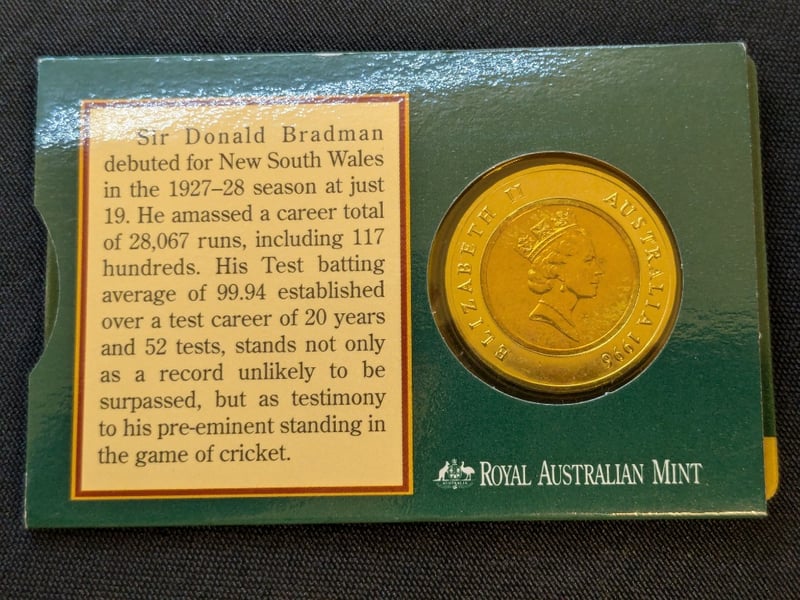 Sir Donald Bradman
debuted for New South Wales
in the 1927–28 season at just
19. He amassed a career total
of 28,067 runs, including 117
hundreds. His Test batting
average of 99.94 established
over a test career of 20 years
and 52 tests, stands not only
as a record unlikely to be
surpassed, but as testimony
to his pre-eminent standing in
the game of cricket.
ELIZABETH II AUSTRALIA 1996
ROYAL AUSTRALIAN MINT